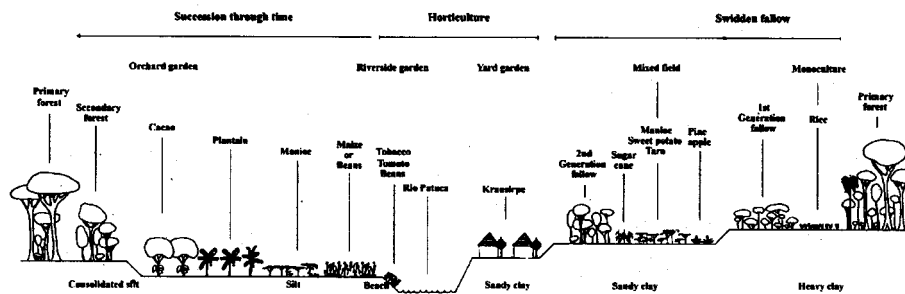 Succession through time
Horticulture
Swidden fallow
Orchard garden
Riverside garden
Yard garden
Mixed field
Monoculture
Primary
forest
Secondary
forest
Cacao
Plantain
Manioc
Maize
or
Beans
Tobacco
Tomato
Beans
Rio Patuca
Krausirpe
2nd
Generation
fallow
Sugar
cane
Manioc
Sweet potato
Taro
Pine
apple
1st
Generation
fallow
Rice
Primary
forest
Consolidated silt
Silt
Beach
Sandy clay
Sandy clay
Heavy clay